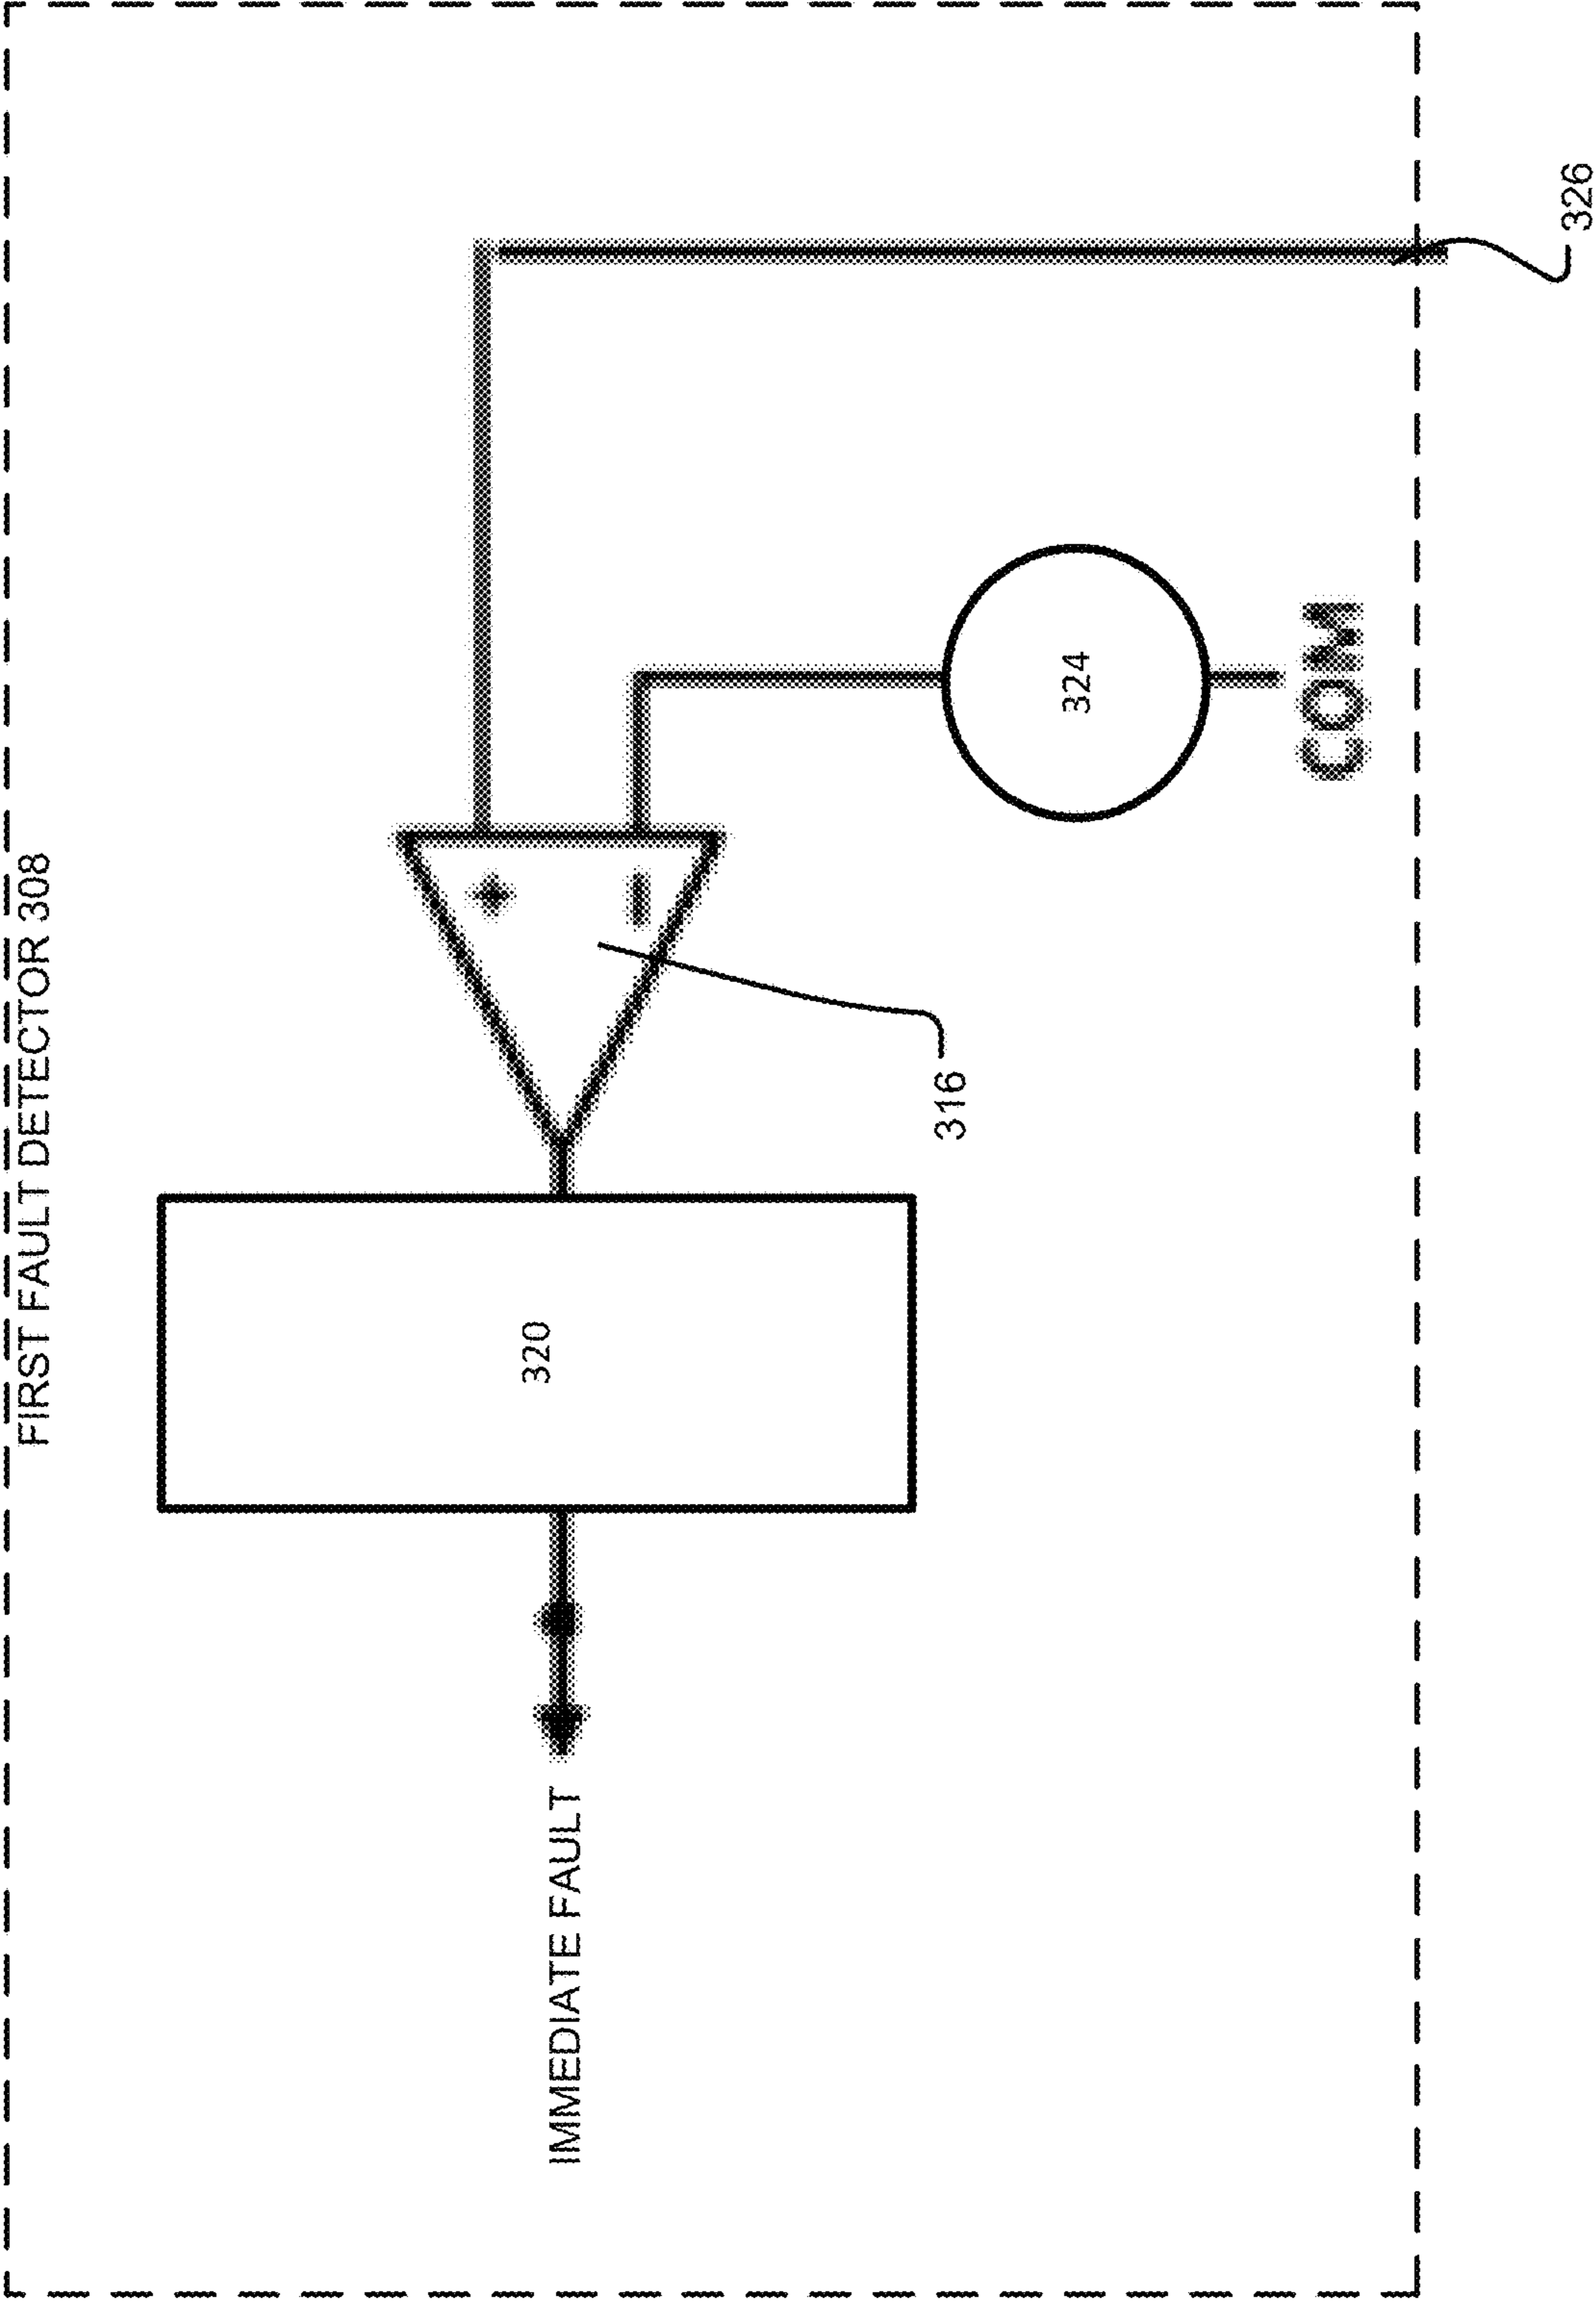 FIRST FAULT DETECTOR 308
IMMEDIATE FAULT
320
+
−
316
324
COM
326